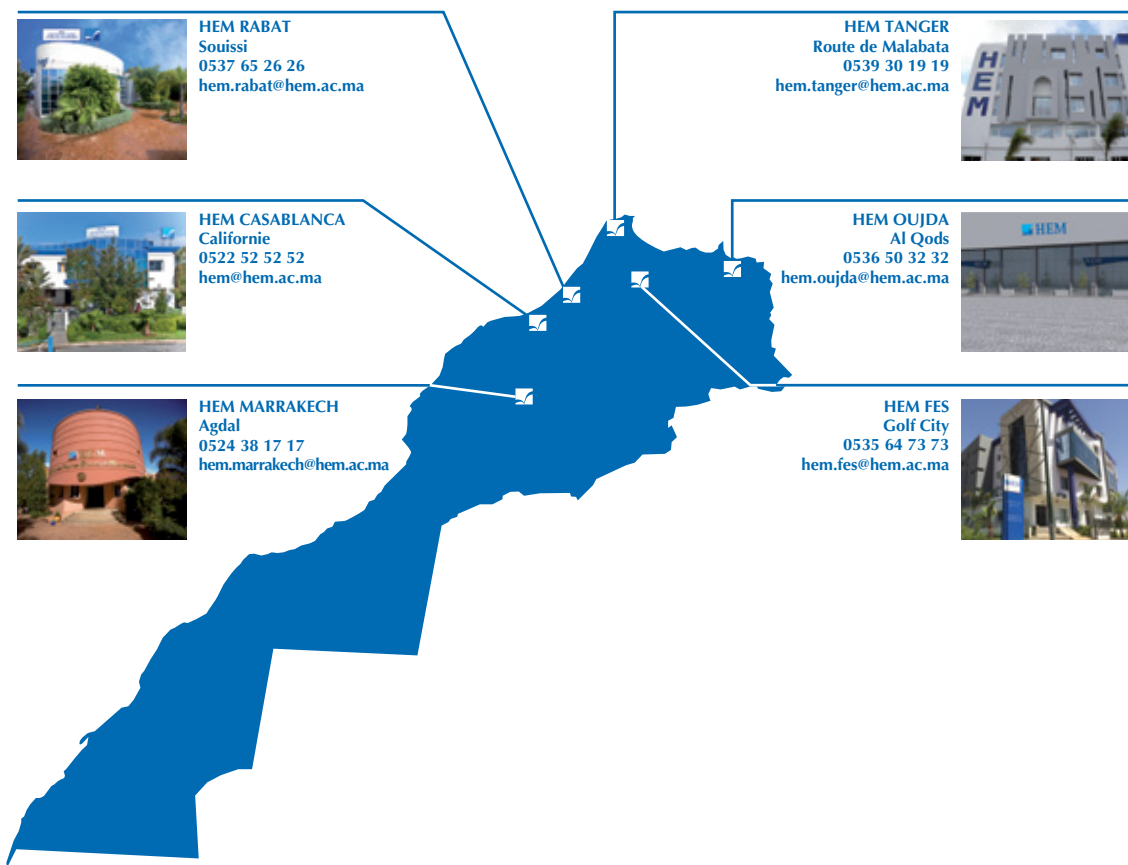 HEM RABAT
Souissi
0537 65 26 26
hem.rabat@hem.ac.ma
HEM TANGER
Route de Malabata
0539 30 19 19
hem.tanger@hem.ac.ma
HEM
HEM CASABLANCA
Californie
0522 52 52 52
hem@hem.ac.ma
HEM OUJDA
Al Qods
0536 50 32 32
hem.oujda@hem.ac.ma
HEM
HEM MARRAKECH
Agdal
0524 38 17 17
hem.marrakech@hem.ac.ma
HEM FES
Golf City
0535 64 73 73
hem.fes@hem.ac.ma
HEM